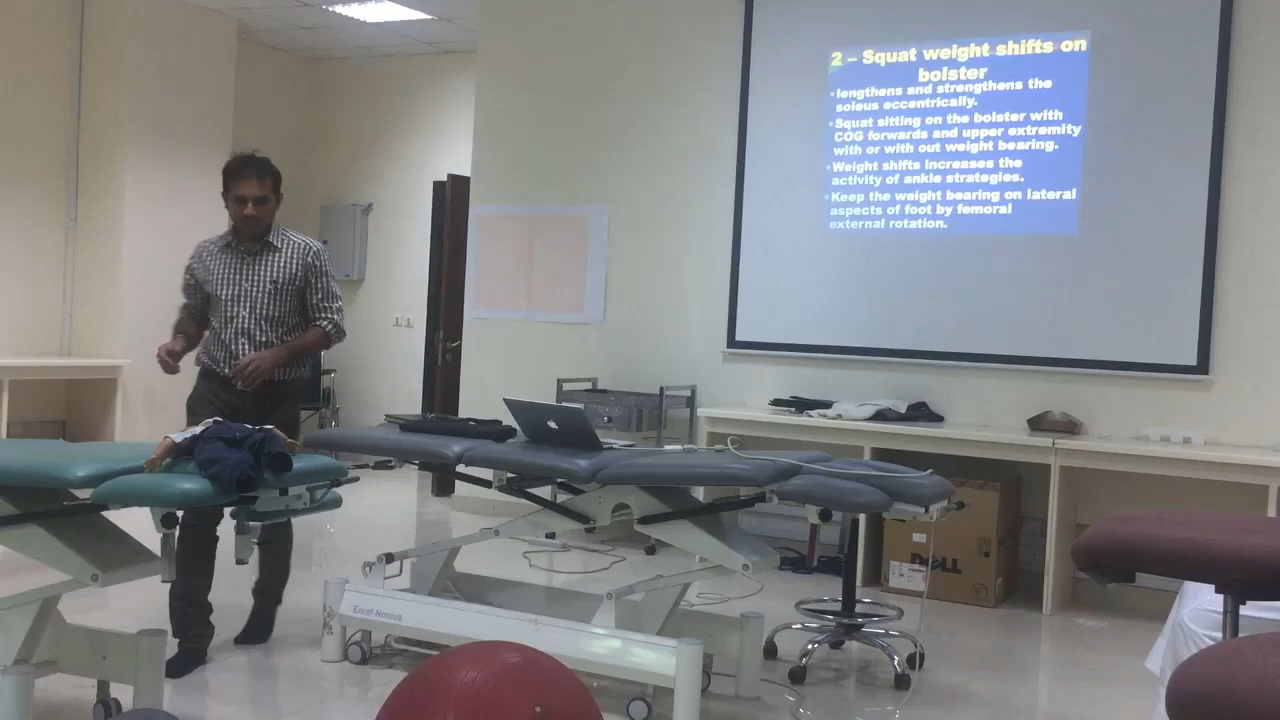 2 – Squat weight shifts on
bolster
•lengthens and strengthens the
soleus eccentrically.
•Squat sitting on the bolster with
COG forwards and upper extremity
with or with out weight bearing.
•Weight shifts increases the
activity of ankle strategies.
•Keep the weight bearing on lateral
aspects of foot by femoral
external rotation.
Enraf-Nonius
DELL